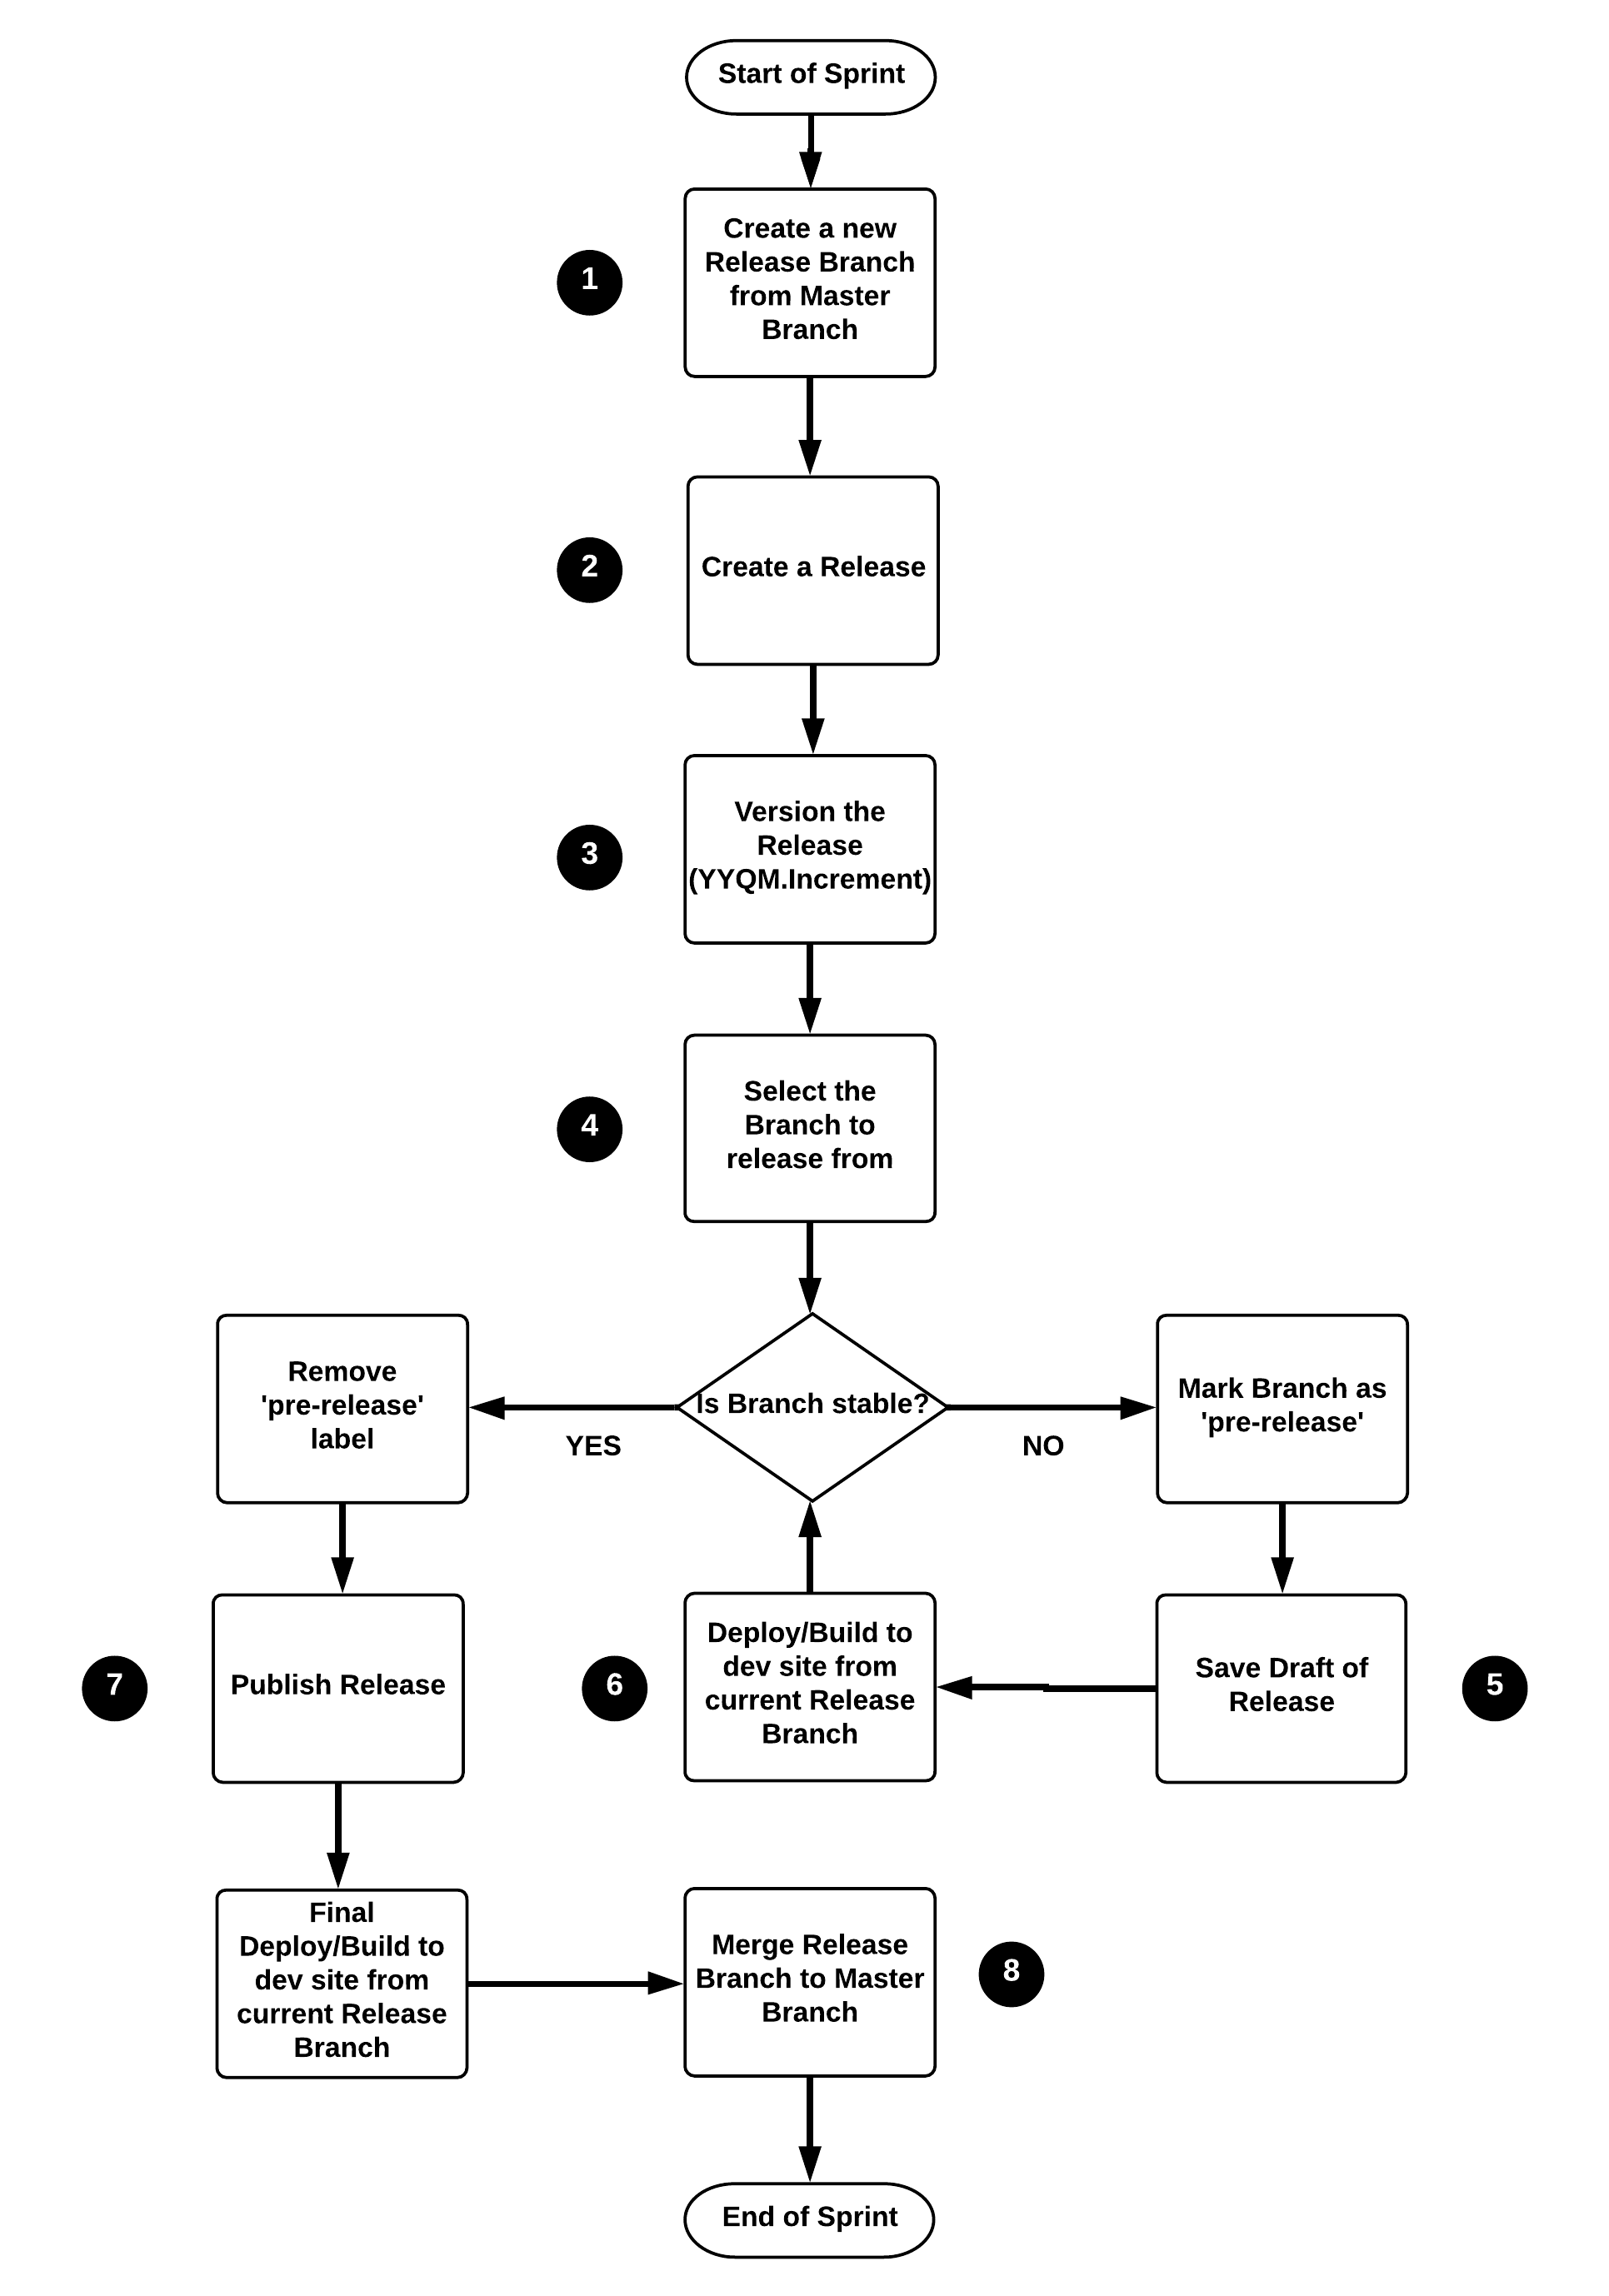 Start of Sprint
1
Create a new
Release Branch
from Master
Branch
2
Create a Release
3
Version the
Release
(YYQM.Increment)
4
Select the
Branch to
release from
Remove
'pre-release'
label
YES
Is Branch stable?
NO
Mark Branch as
'pre-release'
7
Publish Release
6
Deploy/Build to
dev site from
current Release
Branch
Save Draft of
Release
5
Final
Deploy/Build to
dev site from
current Release
Branch
Merge Release
Branch to Master
Branch
8
End of Sprint